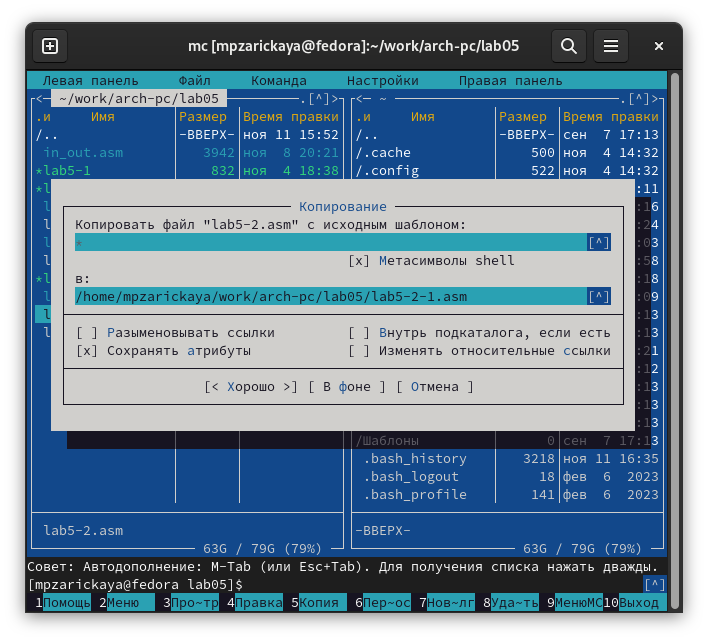 mc [mpzarickaya@fedora]:~/work/arch-pc/lab05
Левая панель Файл Команда Настройки Правая панель
<— ~/work/arch-pc/lab05 .[^]> <— ~ .[^]>
.и Имя Размер Время правки .и Имя Размер Время правки
/.. -ВВЕРХ- ноя 11 15:52 /.. -ВВЕРХ- сен 7 17:13
in_out.asm 3942 ноя 8 20:21 /.cache 500 ноя 4 14:32
*lab5-1 832 ноя 4 18:38 /.config 522 ноя 4 14:32
Копирование
Копировать файл "lab5-2.asm" с исходным шаблоном:
* [^]
[x] Метасимволы shell
в:
/home/mpzarickaya/work/arch-pc/lab05/lab5-2-1.asm [^]
[ ] Разыменовывать ссылки [ ] Внутрь подкаталога, если есть
[x] Сохранять атрибуты [ ] Изменять относительные ссылки
[< Хорошо >] [ В фоне ] [ Отмена ]
/Шаблоны 0 сен 7 17:13
.bash_history 3218 ноя 11 16:35
.bash_logout 18 фев 6 2023
.bash_profile 141 фев 6 2023
lab5-2.asm -ВВЕРХ-
63G / 79G (79%) 63G / 79G (79%)
Совет: Автодополнение: M-Tab (или Esc+Tab). Для получения списка нажать дважды.
[mpzarickaya@fedora lab05]$ [^]
1Помощь 2Меню 3Про~тр 4Правка 5Копия 6Пер~ос 7Нов~лг 8Уда~ть 9МенюMC 10Выход